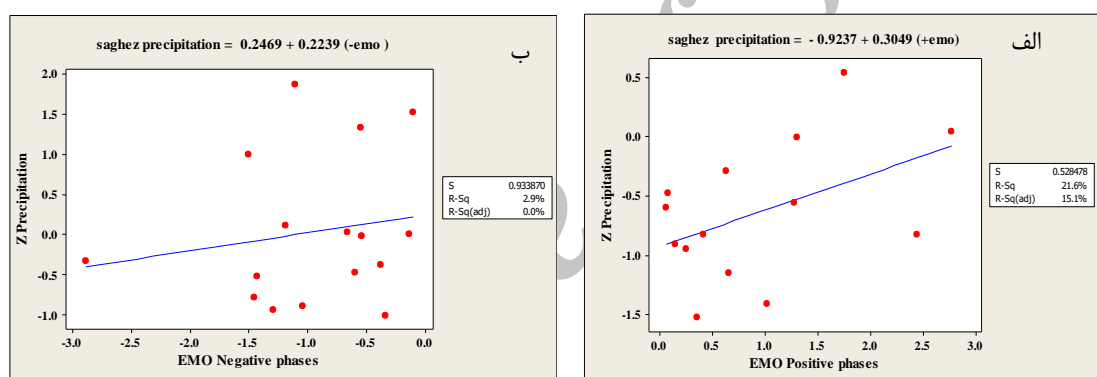 الف
saghez precipitation = - 0.9237 + 0.3049 (+emo)
Z Precipitation
0.5
0.0
-0.5
-1.0
-1.5
0.0 0.5 1.0 1.5 2.0 2.5 3.0
EMO Positive phases
S 0.528478
R-Sq 21.6%
R-Sq(adj) 15.1%
ب
saghez precipitation = 0.2469 + 0.2239 (-emo )
Z Precipitation
2.0
1.5
1.0
0.5
0.0
-0.5
-1.0
-3.0 -2.5 -2.0 -1.5 -1.0 -0.5 0.0
EMO Negative phases
S 0.933870
R-Sq 2.9%
R-Sq(adj) 0.0%